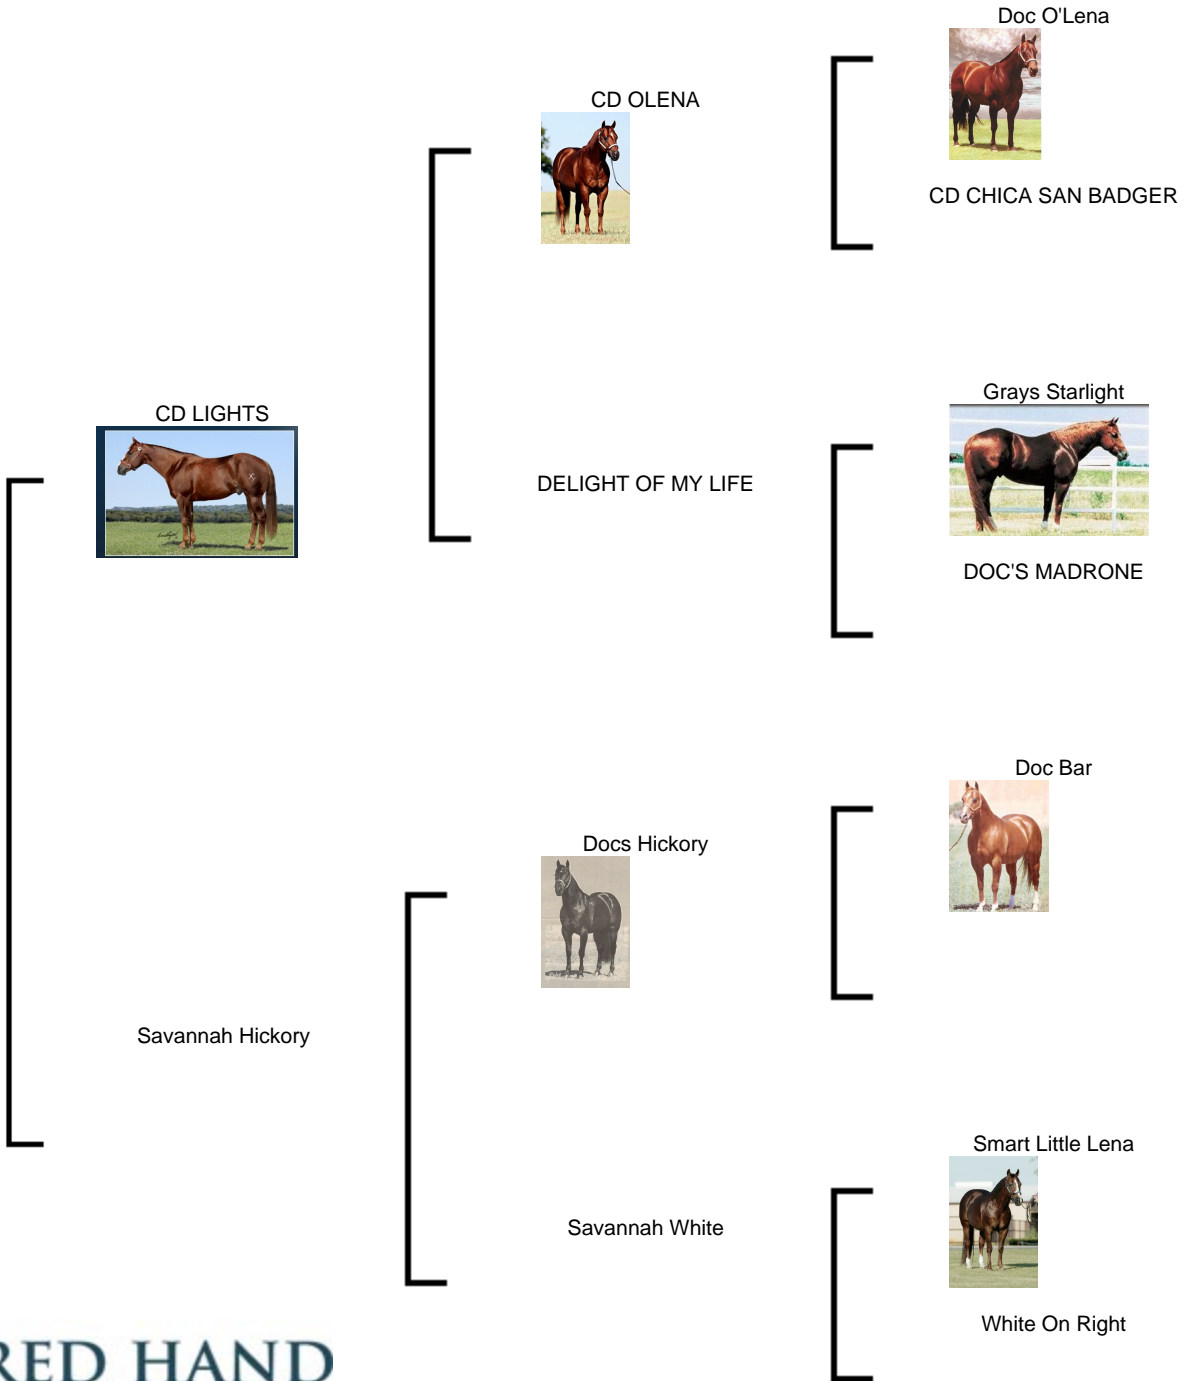 Doc O'Lena
CD OLENA
CD CHICA SAN BADGER
Grays Starlight
CD LIGHTS
DELIGHT OF MY LIFE
DOC'S MADRONE
Doc Bar
Docs Hickory
Savannah Hickory
Smart Little Lena
Savannah White
White On Right
RED HAND